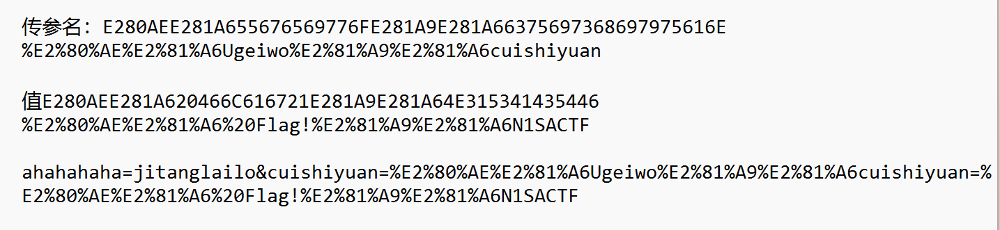 传参名：E280AEE281A655676569776FE281A9E281A6637569736869797​5616E
%E2%80%AE%E2%81%A6Ugeiwo%E2%81%A9%E2%81%A6cuishiyuan
值E280AEE281A620466C616721E281A9E281A64E315341435446
%E2%80%AE%E2%81%A6%20Flag!%E2%81%A9%E2%81%A6N1SACTF
ahahahaha=jitanglailo&cuishiyuan=%E2%80%AE%E2%81%A6Ugeiwo%E2%81%A9%E2%81%A6cuishiyuan=%
E2%80%AE%E2%81%A6%20Flag!%E2%81%A9%E2%81%A6N1SACTF